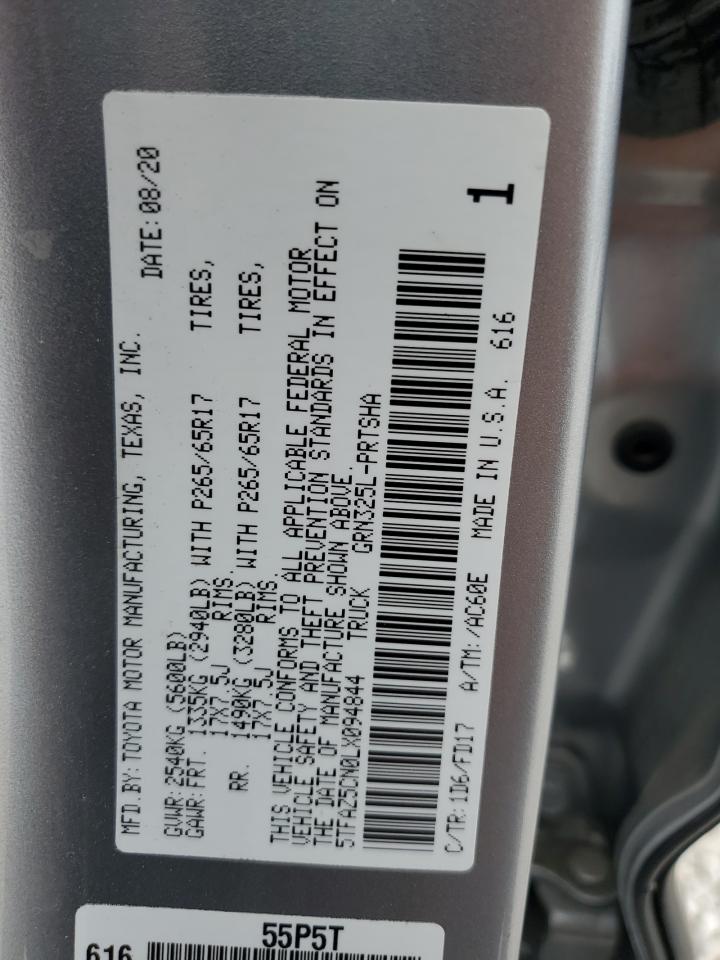 MFD.BY: TOYOTA MOTOR MANUFACTURING, TEXAS, INC.
DATE: 08/20
GVWR: 2540KG (5600LB)
GAWR: FRT. 1335KG (2940LB) WITH P265/65R17 TIRES,
17X7.5J RIMS.
RR. 1490KG (3280LB) WITH P265/65R17 TIRES,
17X7.5J RIMS.
THIS VEHICLE CONFORMS TO ALL APPLICABLE FEDERAL MOTOR
VEHICLE SAFETY AND THEFT PREVENTION STANDARDS IN EFFECT ON
THE DATE OF MANUFACTURE SHOWN ABOVE.
5TFAZ5CN0LX094844 TRUCK GRN325L-PRTSHA
C/TR: 1D6/FD17 A/TM: /AC60E MADE IN U.S.A. 616
1
55P5T
616